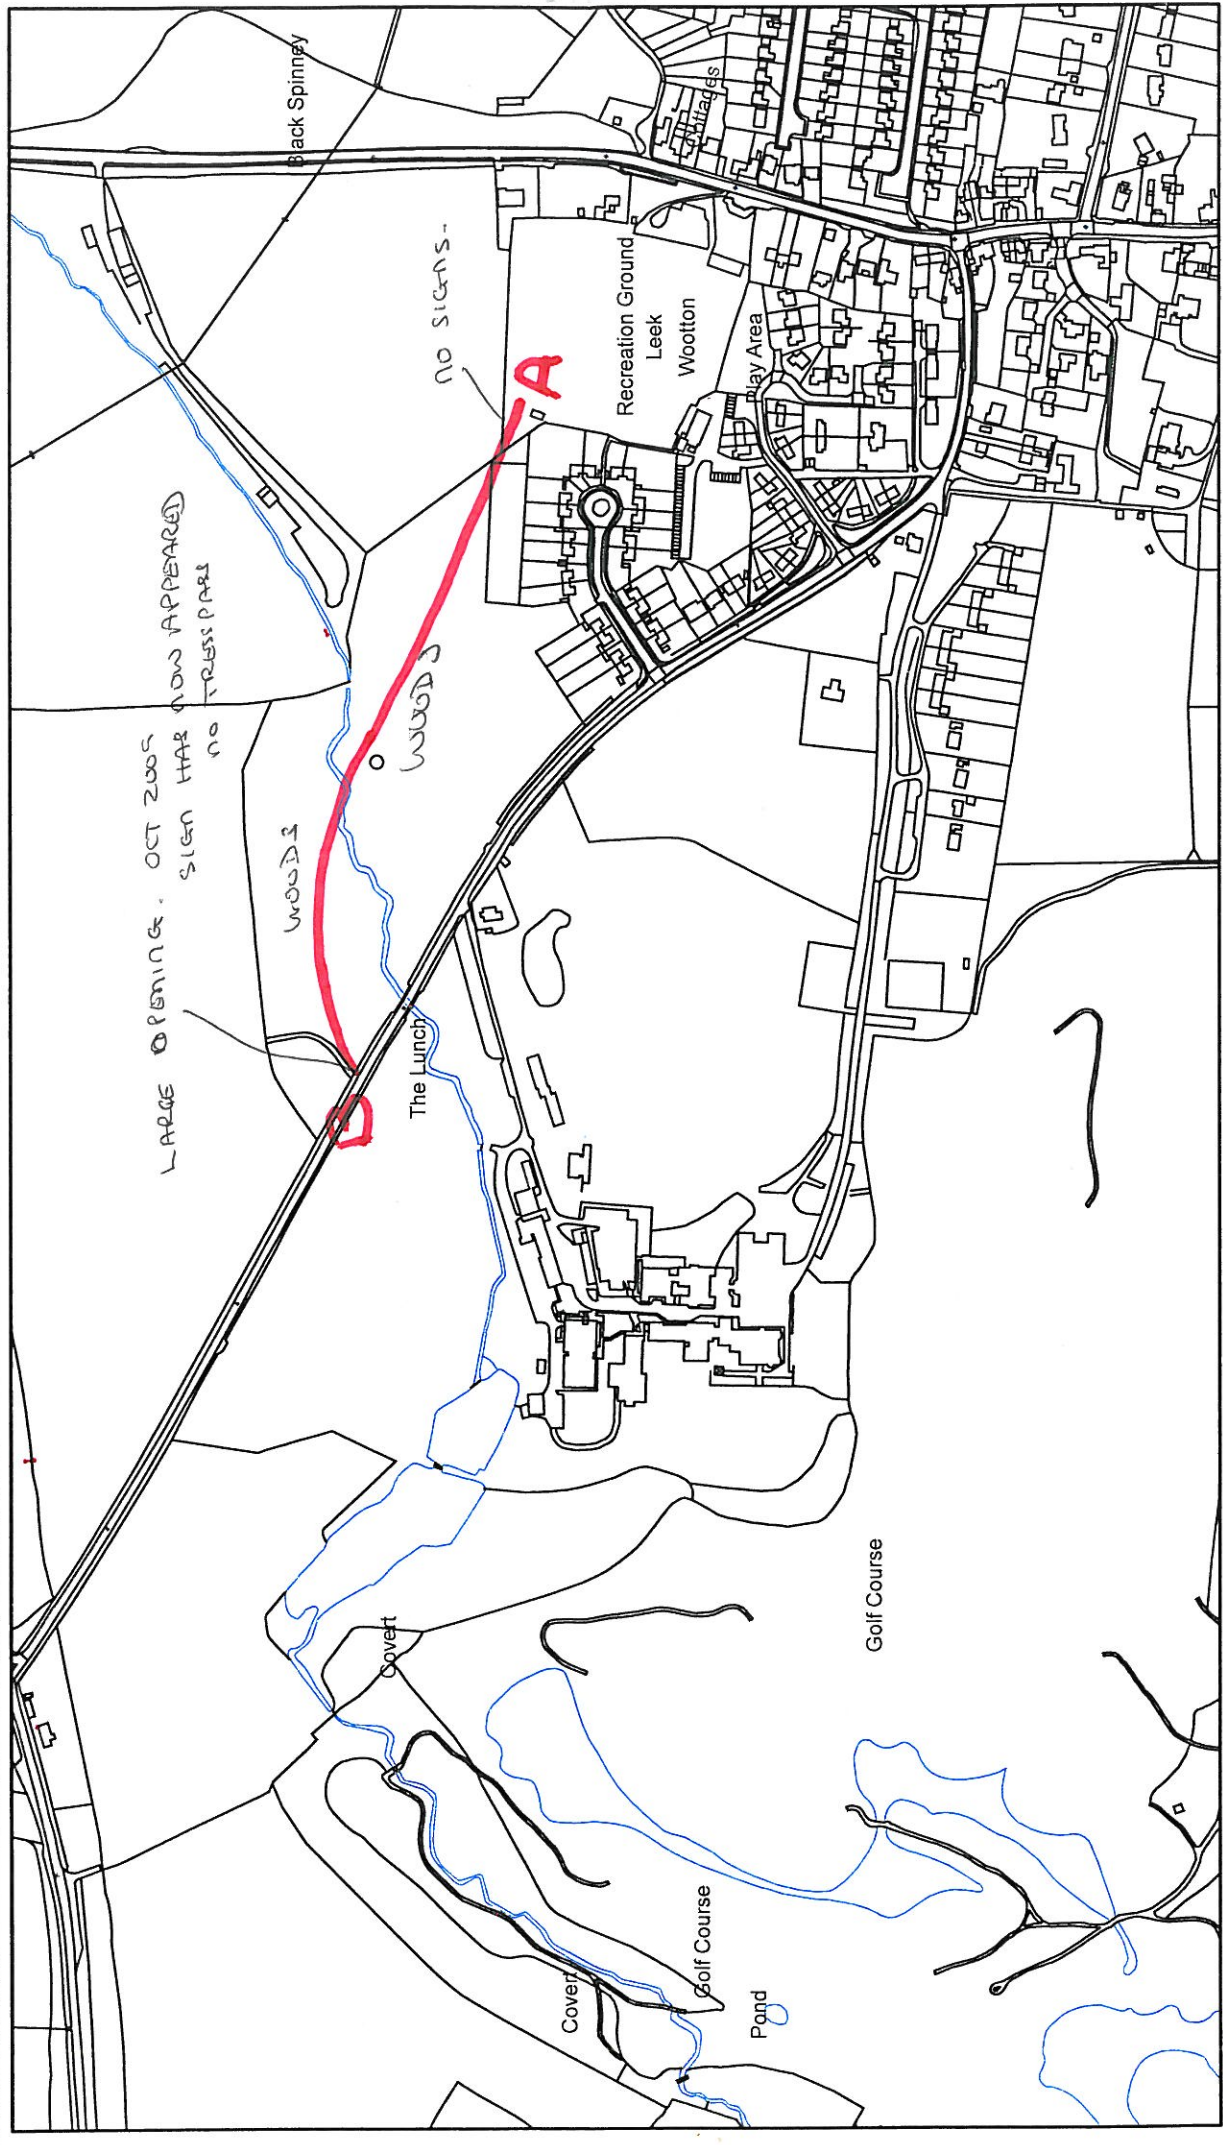 LARGE OPENING. OCT 2005
SIGN HAS NOW APPEARED
NO TRESSPASS
WOODS
WOODS
NO SIGNS-
A
B
Black Spinney
Cottages
Recreation Ground
Leek
Wootton
Play Area
The Lunch
Covert
Golf Course
Covert
Golf Course
Pond